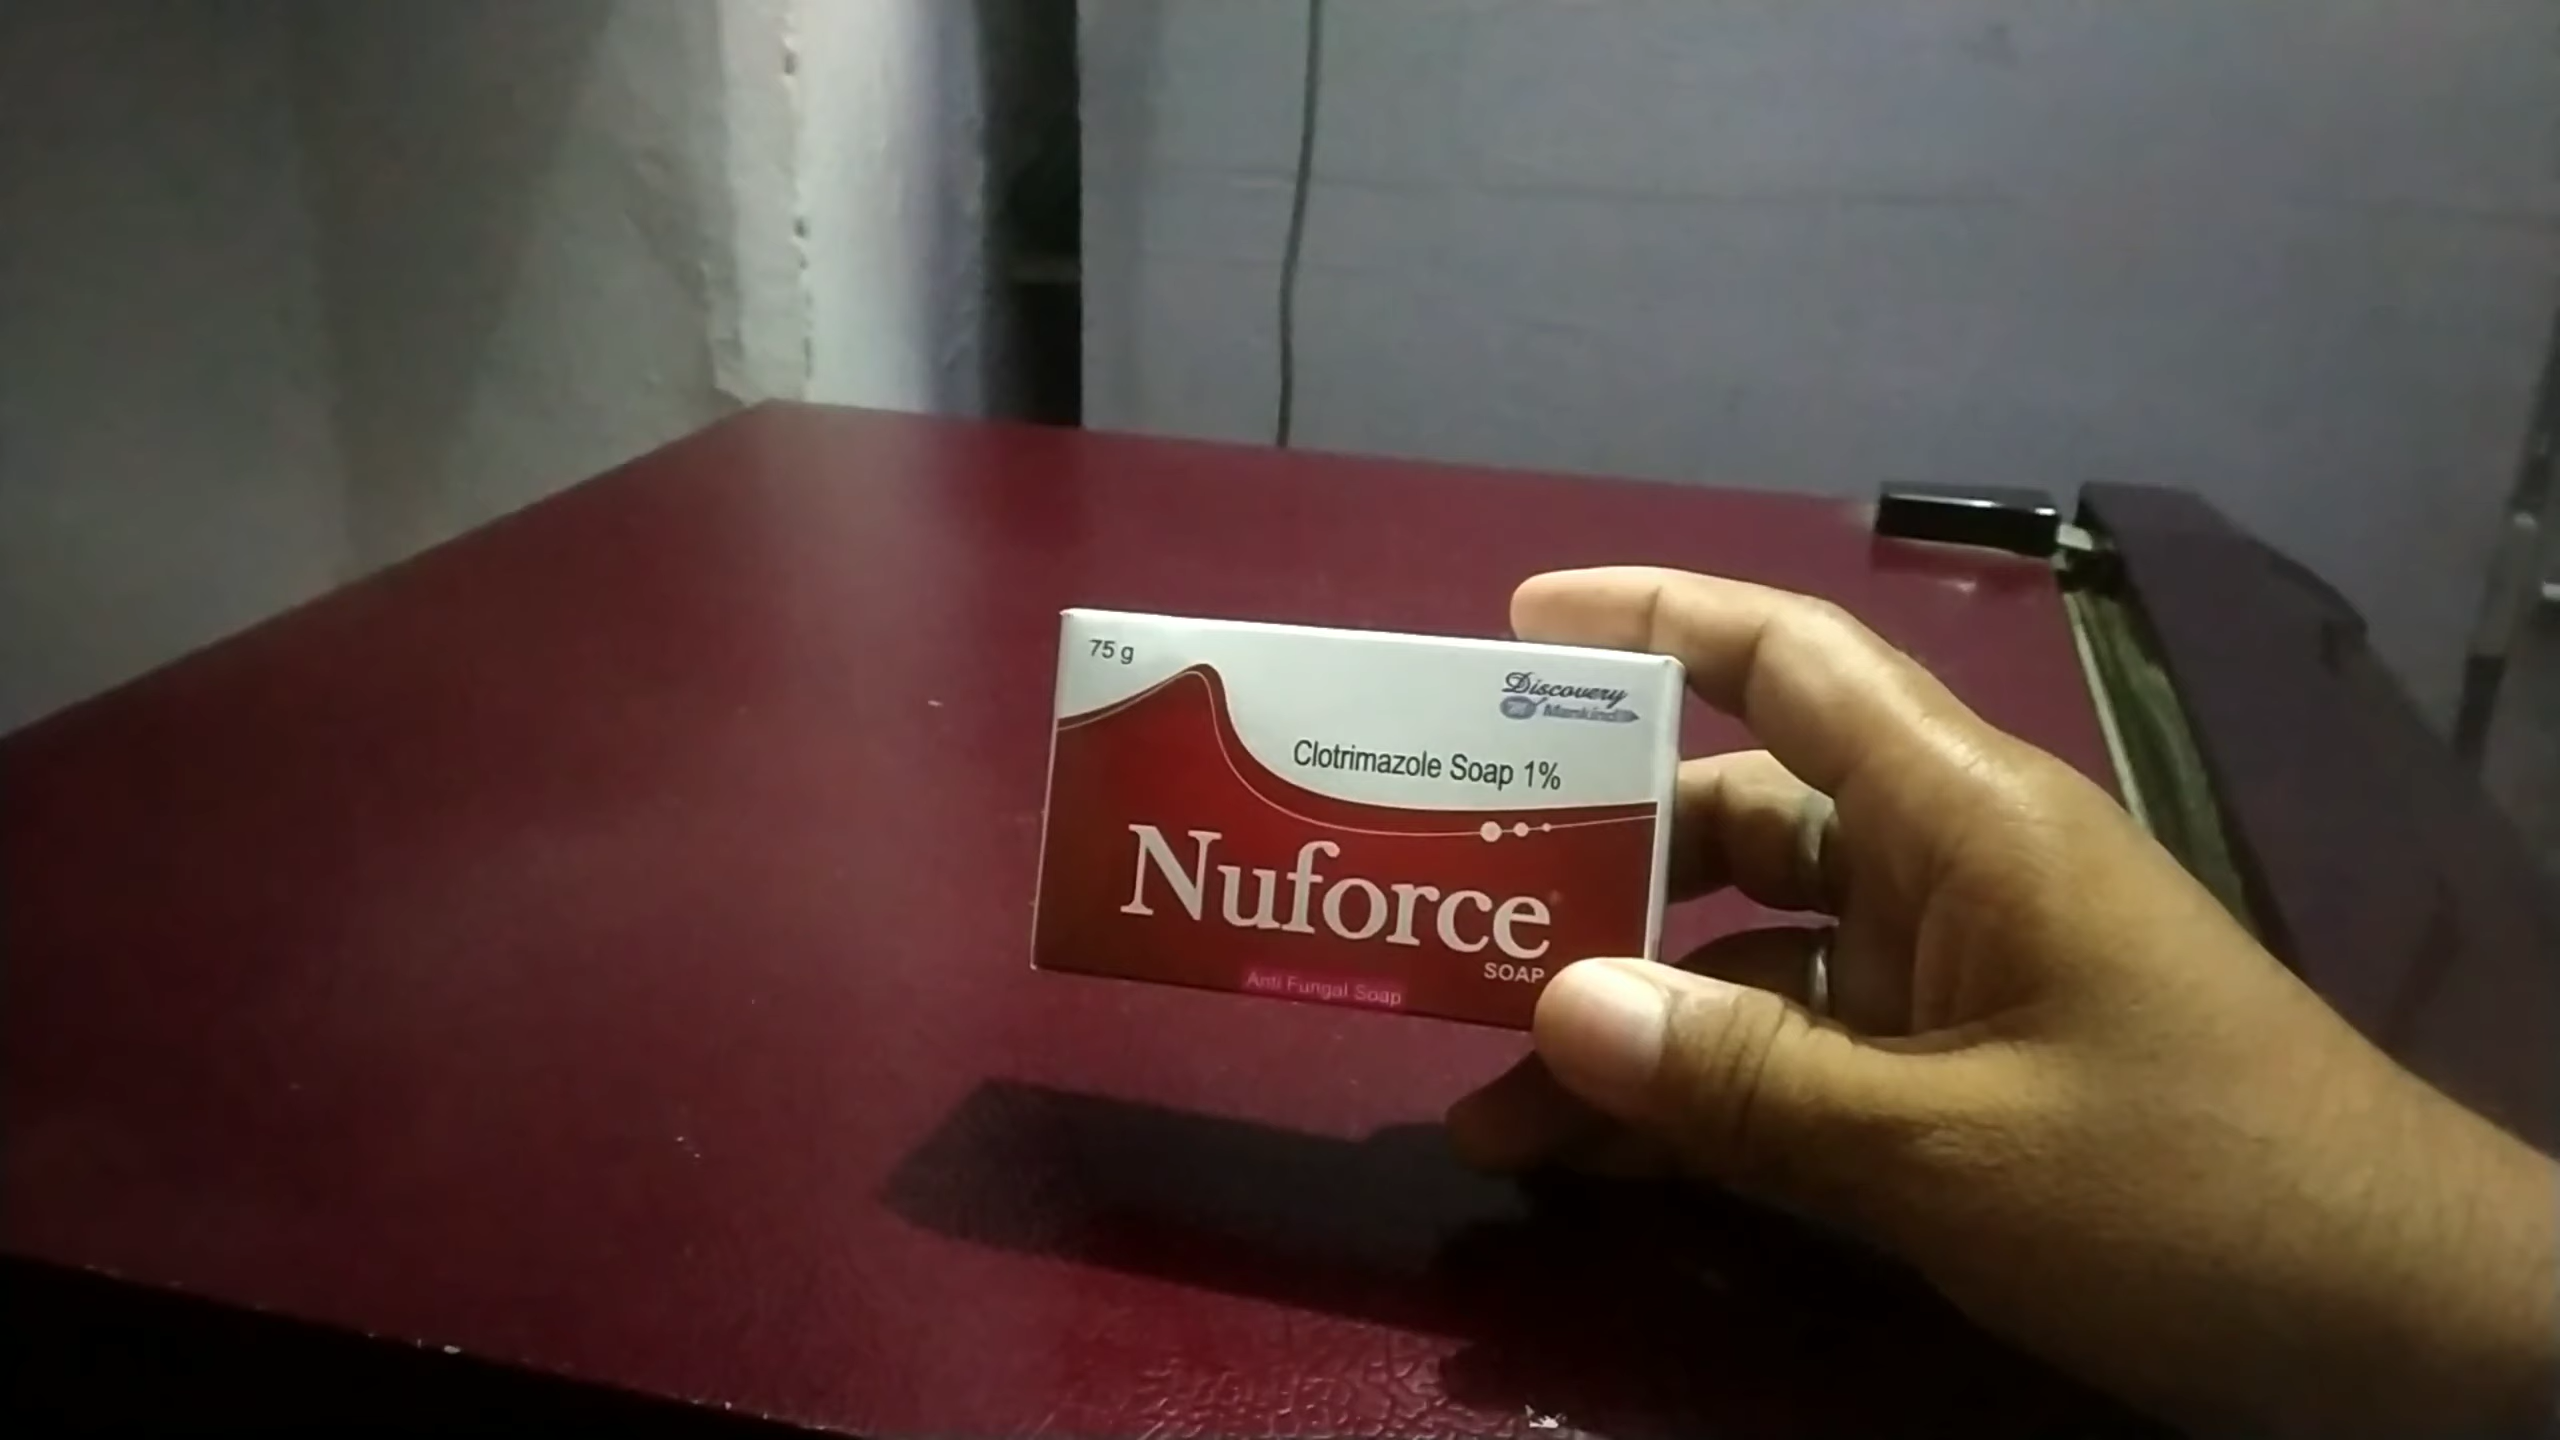 75 g
Discovery
Mankind
Clotrimazole Soap 1%
Nuforce
SOAP
Anti Fungal Soap